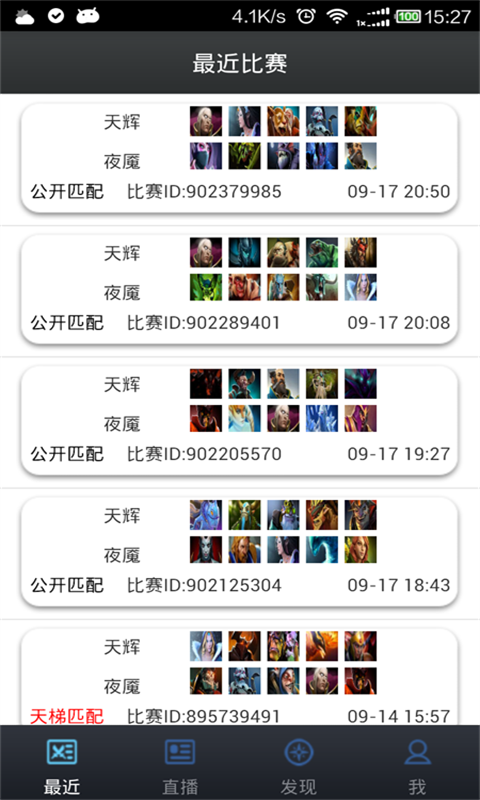 4.1K/s 1x 100 15:27
最近比赛
天辉
夜魇
公开匹配 比赛ID:902379985 09-17 20:50
天辉
夜魇
公开匹配 比赛ID:902289401 09-17 20:08
天辉
夜魇
公开匹配 比赛ID:902205570 09-17 19:27
天辉
夜魇
公开匹配 比赛ID:902125304 09-17 18:43
天辉
夜魇
天梯匹配 比赛ID:895739491 09-14 15:57
最近 直播 发现 我